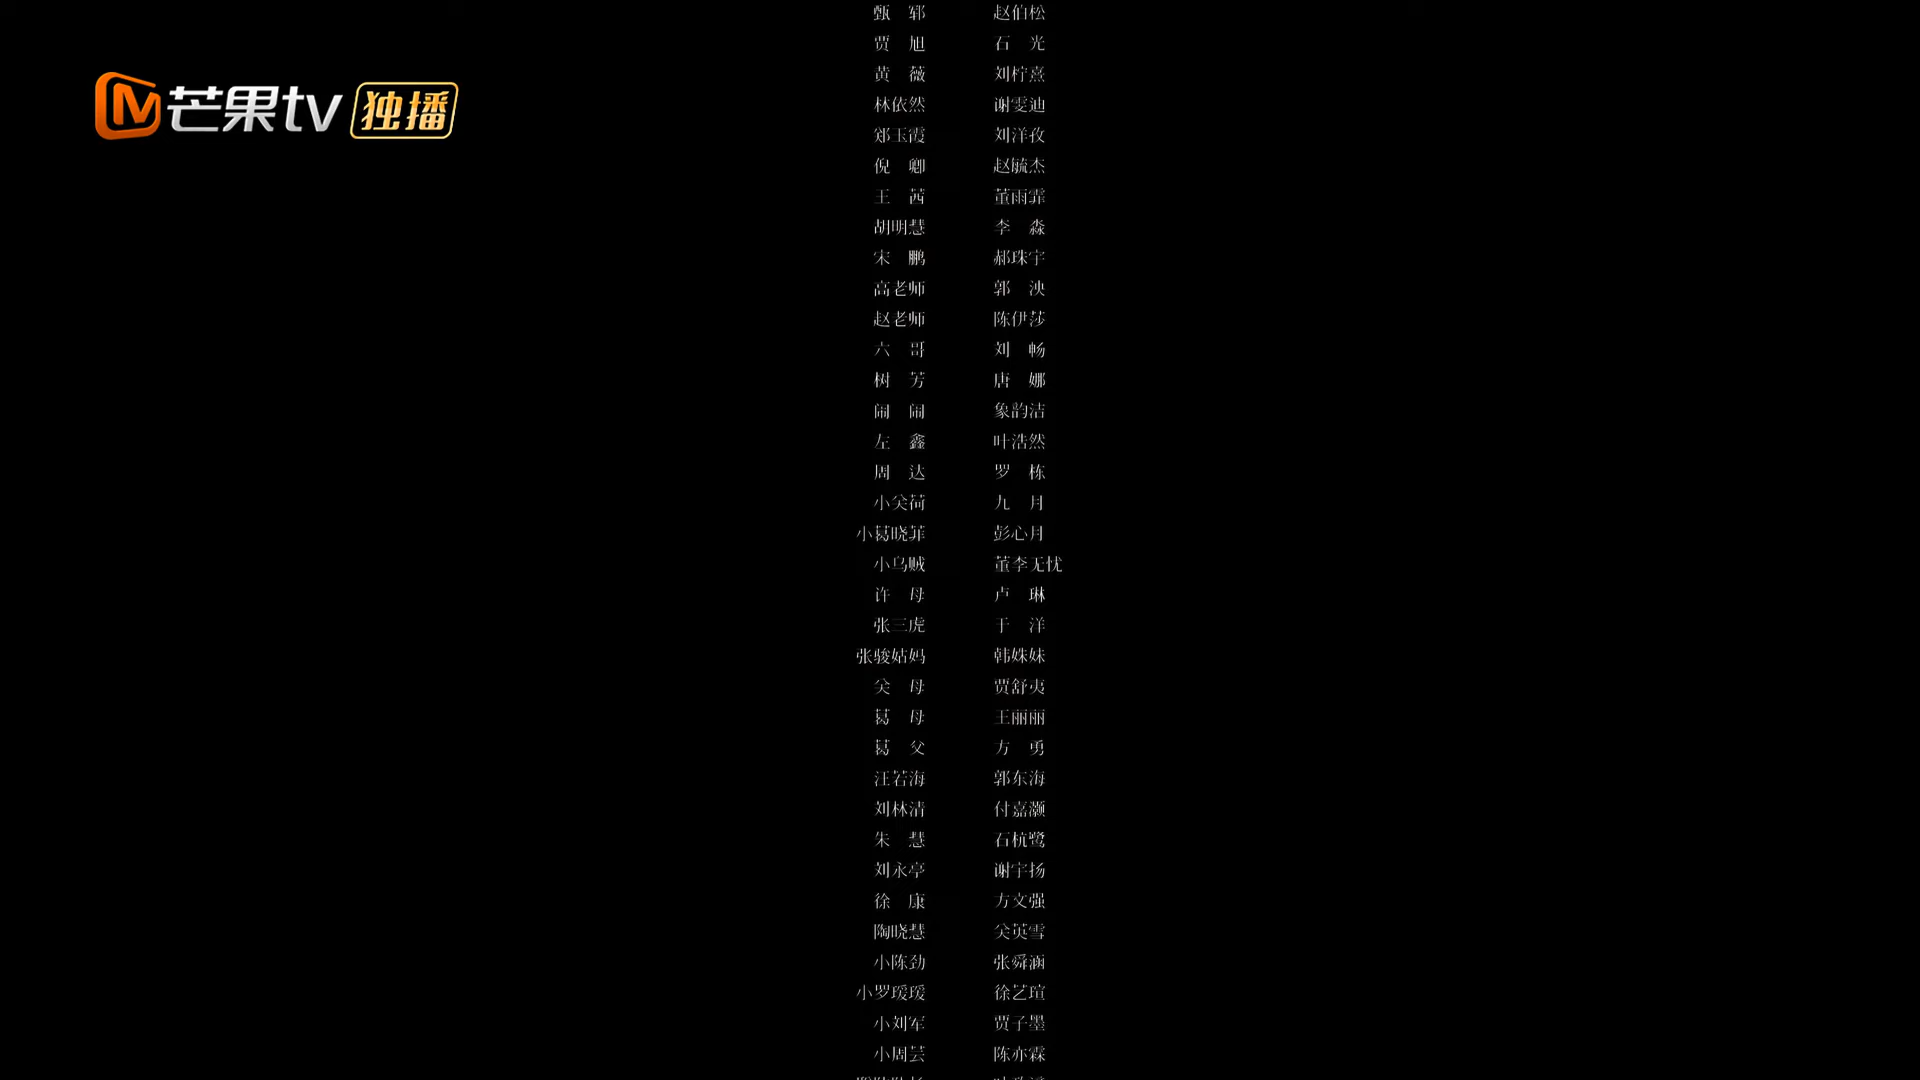 芒果tv 独播
甄 郓 赵伯松
贾 旭 石 光
黄 薇 刘柠熹
林依然 谢雯迪
郑玉霞 刘洋孜
倪 卿 赵毓杰
王 茜 董雨霏
胡明慧 李 淼
宋 鹏 郝珠宇
高老师 郭 泱
赵老师 陈伊莎
六 哥 刘 畅
树 芳 唐 娜
闹 闹 象韵洁
左 鑫 叶浩然
周 达 罗 栋
小关荷 九 月
小葛晓菲 彭心月
小乌贼 董李无忧
许 母 卢 琳
张三虎 于 洋
张骏姑妈 韩姝妹
关 母 贾舒夷
葛 母 王丽丽
葛 父 方 勇
汪若海 郭东海
刘林清 付嘉灏
朱 慧 石杭鹭
刘永亭 谢宇扬
徐 康 方文强
陶晓慧 关英雪
小陈劲 张舜涵
小罗瑗瑗 徐艺瑄
小刘军 贾子墨
小周芸 陈亦霖